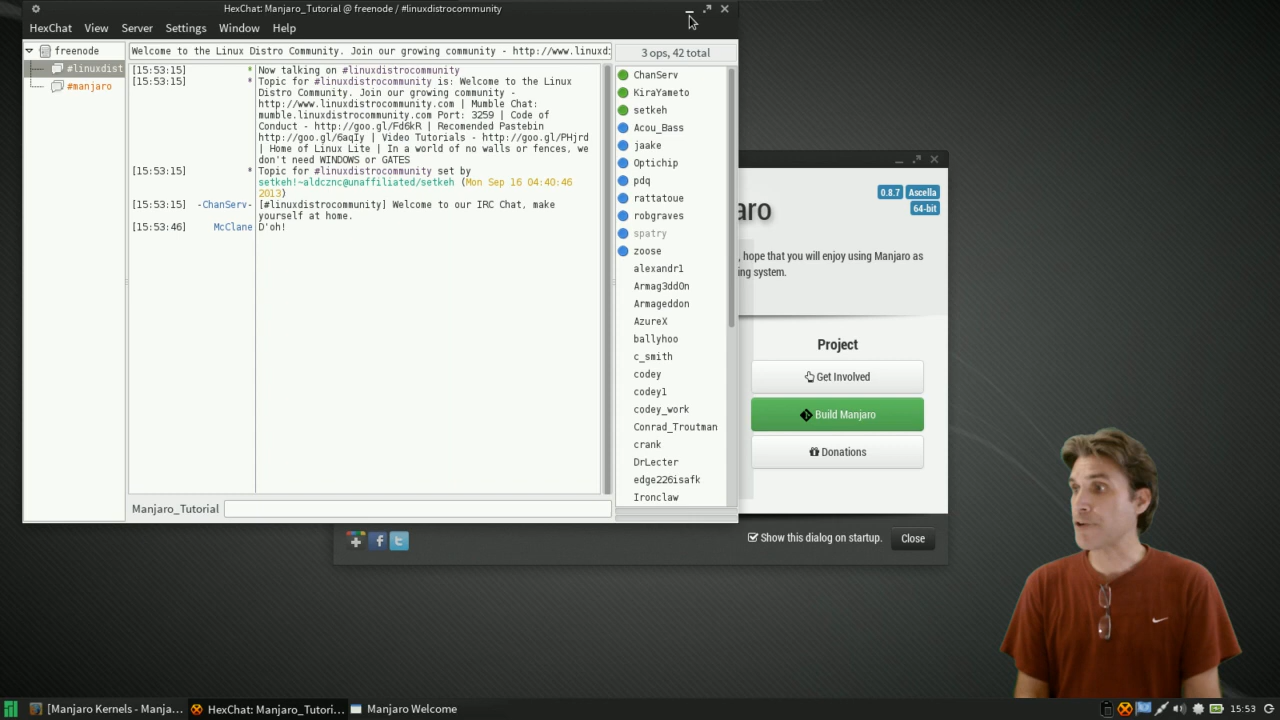 HexChat: Manjaro_Tutorial @ freenode / #linuxdistrocommunity
HexChat View Server Settings Window Help
freenode
#linuxdist
#manjaro
Welcome to the Linux Distro Community. Join our growing community - http://www.linuxd:
3 ops, 42 total
[15:53:15] * Now talking on #linuxdistrocommunity
[15:53:15] * Topic for #linuxdistrocommunity is: Welcome to the Linux
Distro Community. Join our growing community -
http://www.linuxdistrocommunity.com | Mumble Chat:
mumble.linuxdistrocommunity.com Port: 3259 | Code of
Conduct - http://goo.gl/Fd6kR | Recomended Pastebin
http://goo.gl/6aqIy | Video Tutorials - http://goo.gl/PHjrd
| Home of Linux Lite | In a world of no walls or fences, we
don't need WINDOWS or GATES
[15:53:15] * Topic for #linuxdistrocommunity set by
setkeh!~aldcznc@unaffiliated/setkeh (Mon Sep 16 04:40:46
2013)
[15:53:15] -ChanServ- [#linuxdistrocommunity] Welcome to our IRC Chat, make
yourself at home.
[15:53:46] McClane D'oh!
Manjaro_Tutorial
ChanServ
KiraYameto
setkeh
Acou_Bass
jaake
Optichip
pdq
rattatoue
robgraves
spatry
zoose
alexandr1
Armag3dd0n
Armageddon
AzureX
ballyhoo
c_smith
codey
codey1
codey_work
Conrad_Troutman
crank
DrLecter
edge226isafk
Ironclaw
0.8.7 Ascella
64-bit
aro
, hope that you will enjoy using Manjaro as
ing system.
Project
Get Involved
Build Manjaro
Donations
Show this dialog on startup. Close
[Manjaro Kernels - Manja... HexChat: Manjaro_Tutori... Manjaro Welcome 15:53